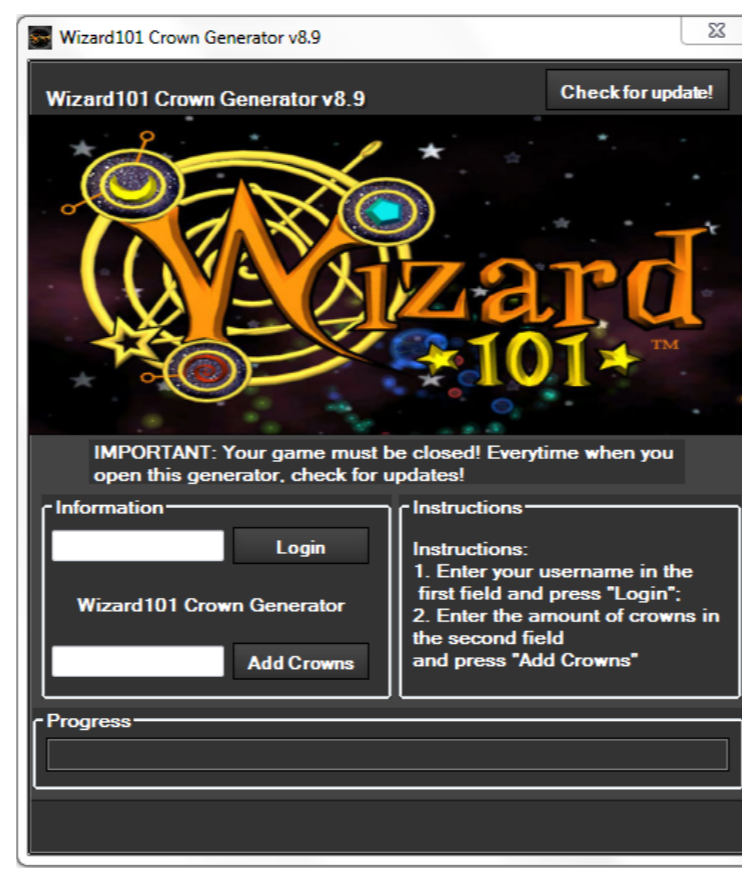 Wizard101 Crown Generator v8.9
Wizard101 Crown Generator v8.9
Check for update!
Wizard
101
TM
IMPORTANT: Your game must be closed! Everytime when you
open this generator, check for updates!
Information
Login
Wizard101 Crown Generator
Add Crowns
Instructions
Instructions:
1. Enter your username in the
first field and press "Login";
2. Enter the amount of crowns in
the second field
and press "Add Crowns"
Progress